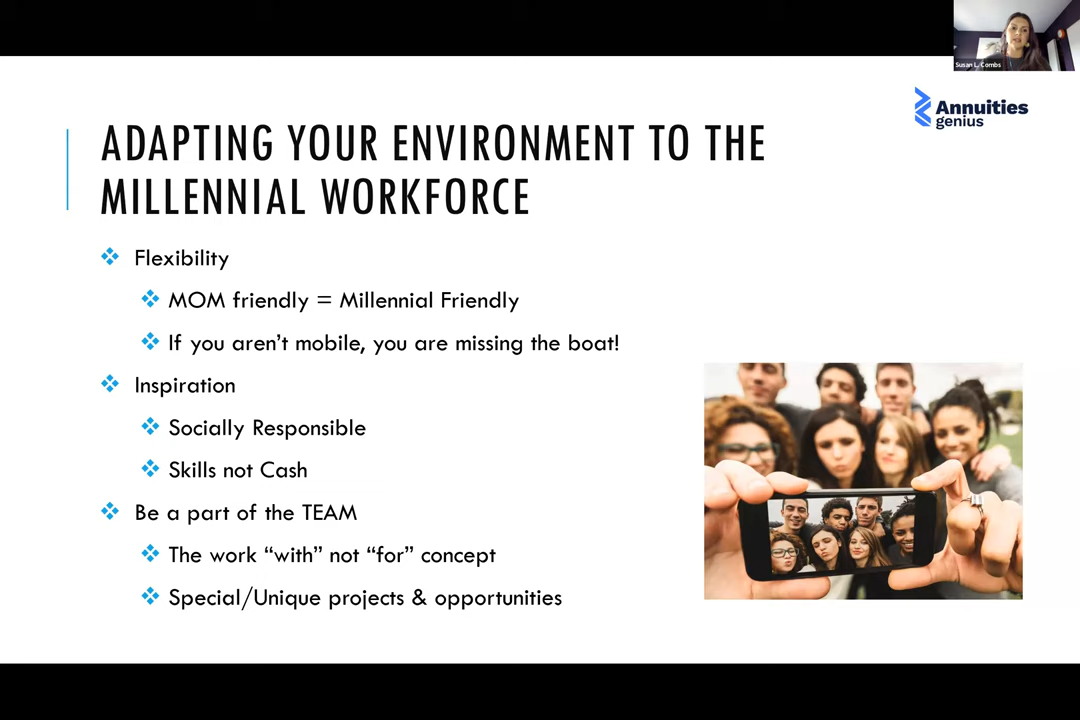 Susan L. Combs
Annuities
genius
ADAPTING YOUR ENVIRONMENT TO THE
MILLENNIAL WORKFORCE
Flexibility
MOM friendly = Millennial Friendly
If you aren’t mobile, you are missing the boat!
Inspiration
Socially Responsible
Skills not Cash
Be a part of the TEAM
The work “with” not “for” concept
Special/Unique projects & opportunities